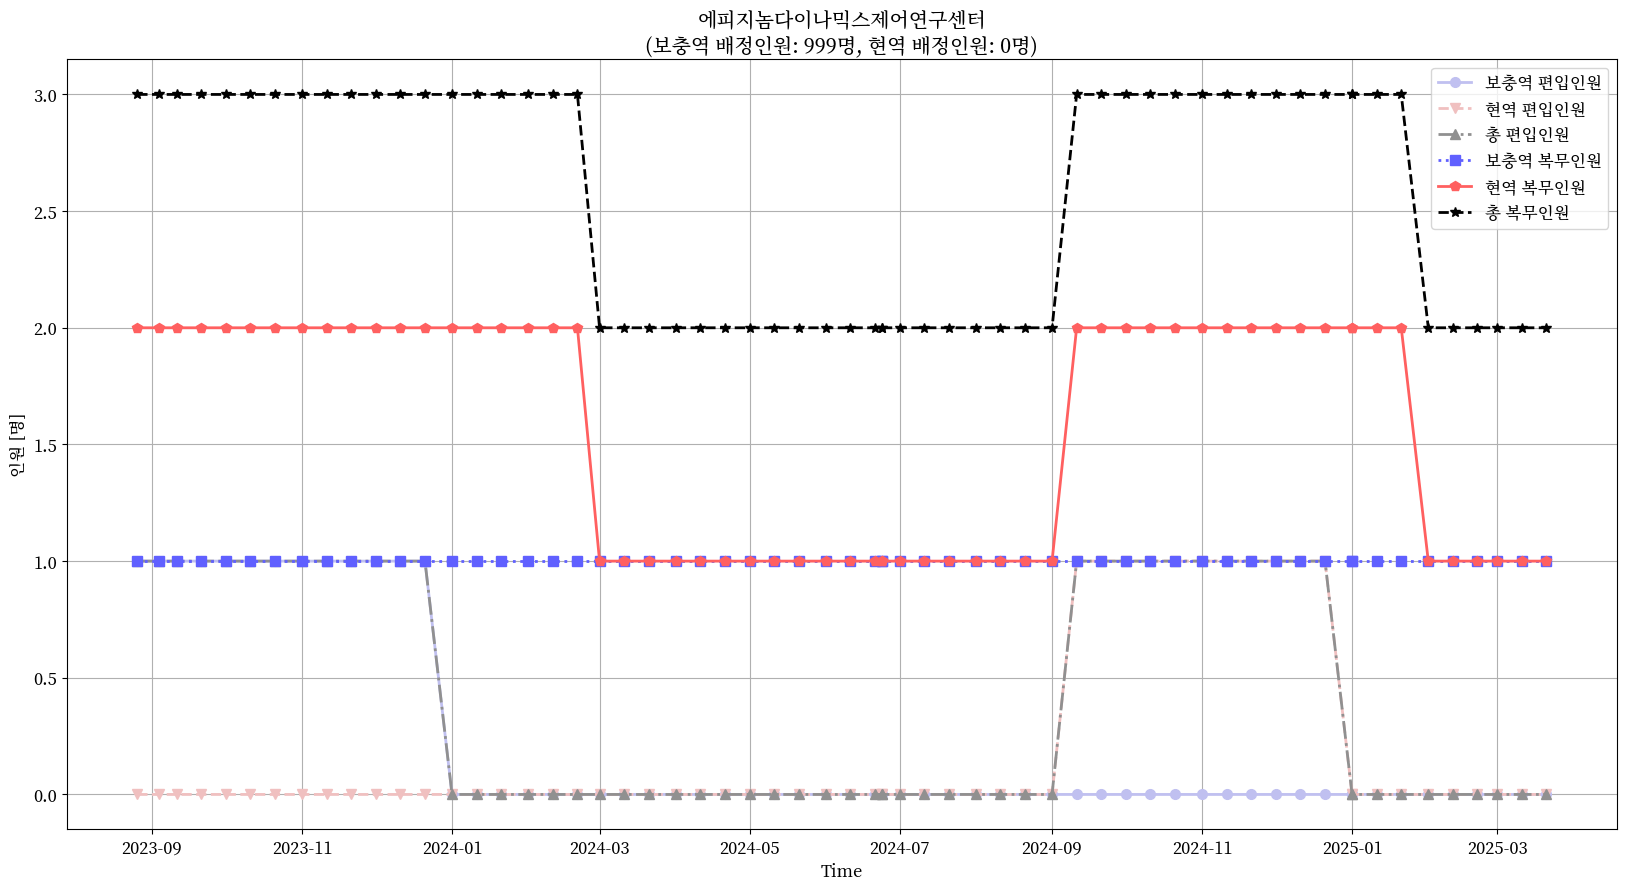 에피지놈다이나믹스제어연구센터
(보충역 배정인원: 999명, 현역 배정인원: 0명)
보충역 편입인원
현역 편입인원
총 편입인원
보충역 복무인원
현역 복무인원
총 복무인원
3.0
2.5
2.0
1.5
1.0
0.5
0.0
인원 [명]
2023-09 2023-11 2024-01 2024-03 2024-05 2024-07 2024-09 2024-11 2025-01 2025-03
Time